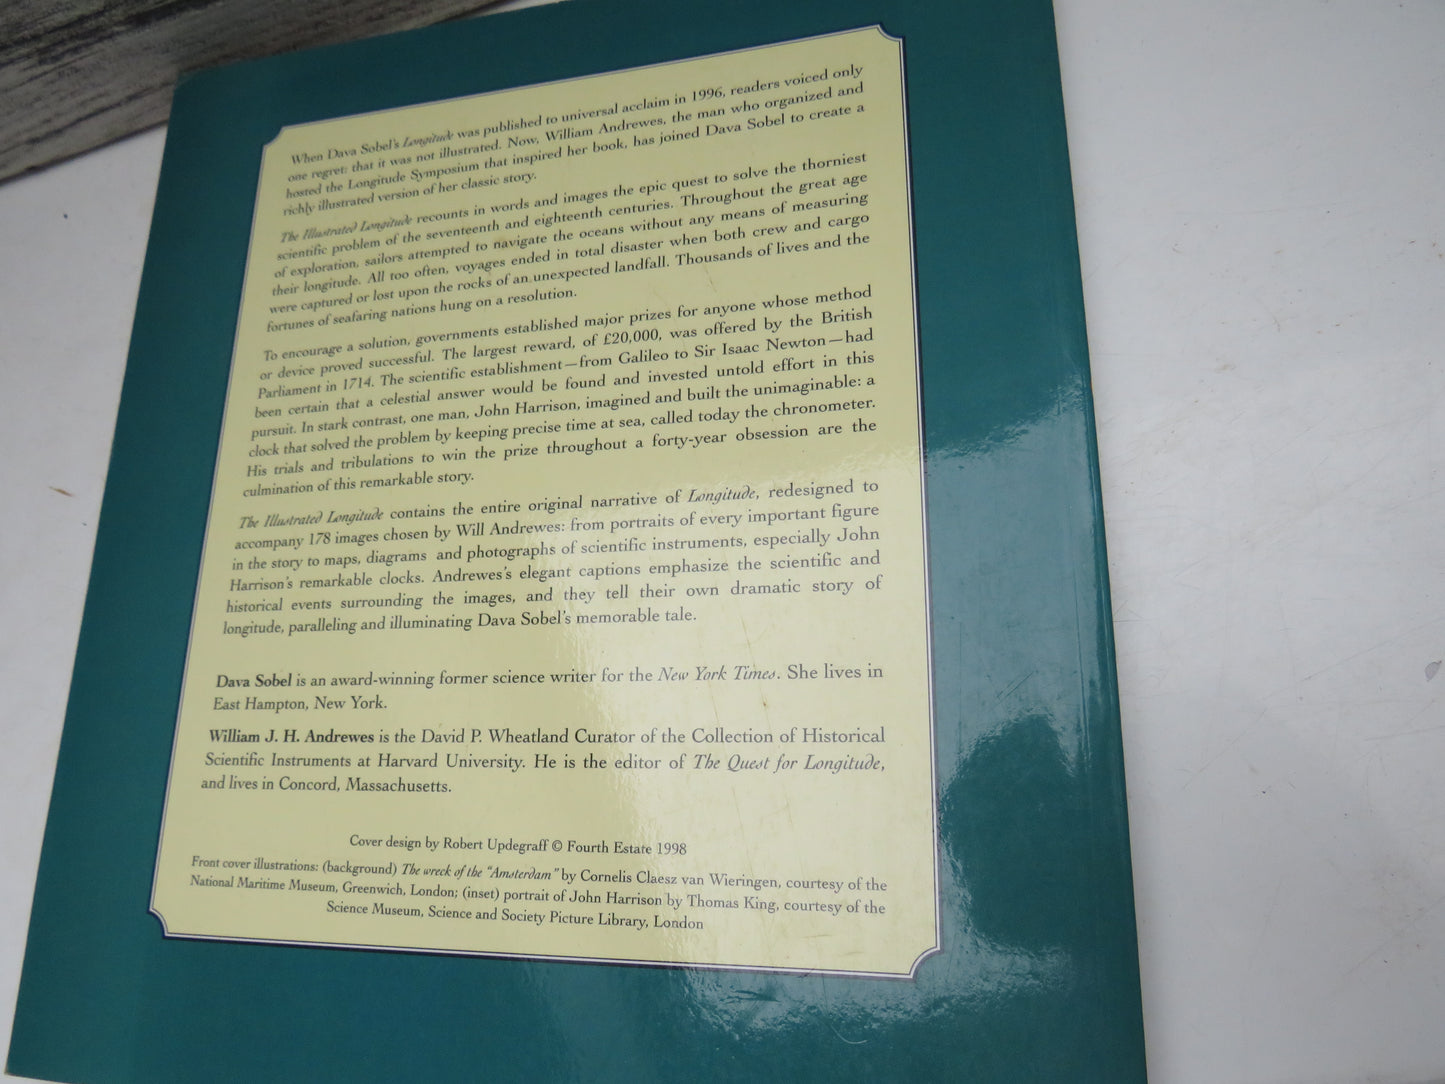 When Dava Sobel's Longitude was published to universal acclaim in 1996, readers voiced only
one regret: that it was not illustrated. Now, William Andrewes, the man who organized and
hosted the Longitude Symposium that inspired her book, has joined Dava Sobel to create a
richly illustrated version of her classic story.
The Illustrated Longitude recounts in words and images the epic quest to solve the thorniest
scientific problem of the seventeenth and eighteenth centuries. Throughout the great age
of exploration, sailors attempted to navigate the oceans without any means of measuring
their longitude. All too often, voyages ended in total disaster when both crew and cargo
were captured or lost upon the rocks of an unexpected landfall. Thousands of lives and the
fortunes of seafaring nations hung on a resolution.
To encourage a solution, governments established major prizes for anyone whose method
or device proved successful. The largest reward, of £20,000, was offered by the British
Parliament in 1714. The scientific establishment—from Galileo to Sir Isaac Newton—had
been certain that a celestial answer would be found and invested untold effort in this
pursuit. In stark contrast, one man, John Harrison, imagined and built the unimaginable: a
clock that solved the problem by keeping precise time at sea, called today the chronometer.
His trials and tribulations to win the prize throughout a forty-year obsession are the
culmination of this remarkable story.
The Illustrated Longitude contains the entire original narrative of Longitude, redesigned to
accompany 178 images chosen by Will Andrewes: from portraits of every important figure
in the story to maps, diagrams and photographs of scientific instruments, especially John
Harrison's remarkable clocks. Andrewes's elegant captions emphasize the scientific and
historical events surrounding the images, and they tell their own dramatic story of
longitude, paralleling and illuminating Dava Sobel's memorable tale.
Dava Sobel is an award-winning former science writer for the New York Times. She lives in
East Hampton, New York.
William J. H. Andrewes is the David P. Wheatland Curator of the Collection of Historical
Scientific Instruments at Harvard University. He is the editor of The Quest for Longitude,
and lives in Concord, Massachusetts.
Cover design by Robert Updegraff © Fourth Estate 1998
Front cover illustrations: (background) The wreck of the "Amsterdam" by Cornelis Claesz van Wieringen, courtesy of the
National Maritime Museum, Greenwich, London; (inset) portrait of John Harrison by Thomas King, courtesy of the
Science Museum, Science and Society Picture Library, London